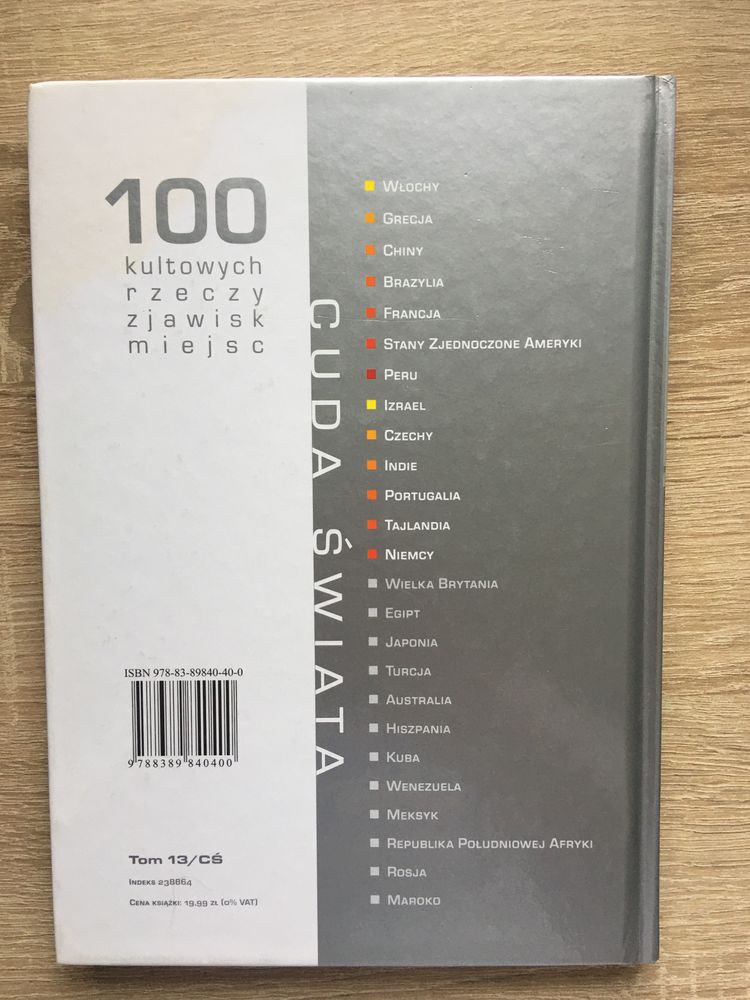 100
kultowych
rzeczy
zjawisk
miejsc
CUDA ŚWIATA
Włochy
Grecja
Chiny
Brazylia
Francja
Stany Zjednoczone Ameryki
Peru
Izrael
Czechy
Indie
Portugalia
Tajlandia
Niemcy
Wielka Brytania
Egipt
Japonia
Turcja
Australia
Hiszpania
Kuba
Wenezuela
Meksyk
Republika Południowej Afryki
Rosja
Maroko
ISBN 978-83-89840-40-0
9 788389 840400
Tom 13/CŚ
Indeks 238864
Cena książki: 19.99 zł (0% VAT)